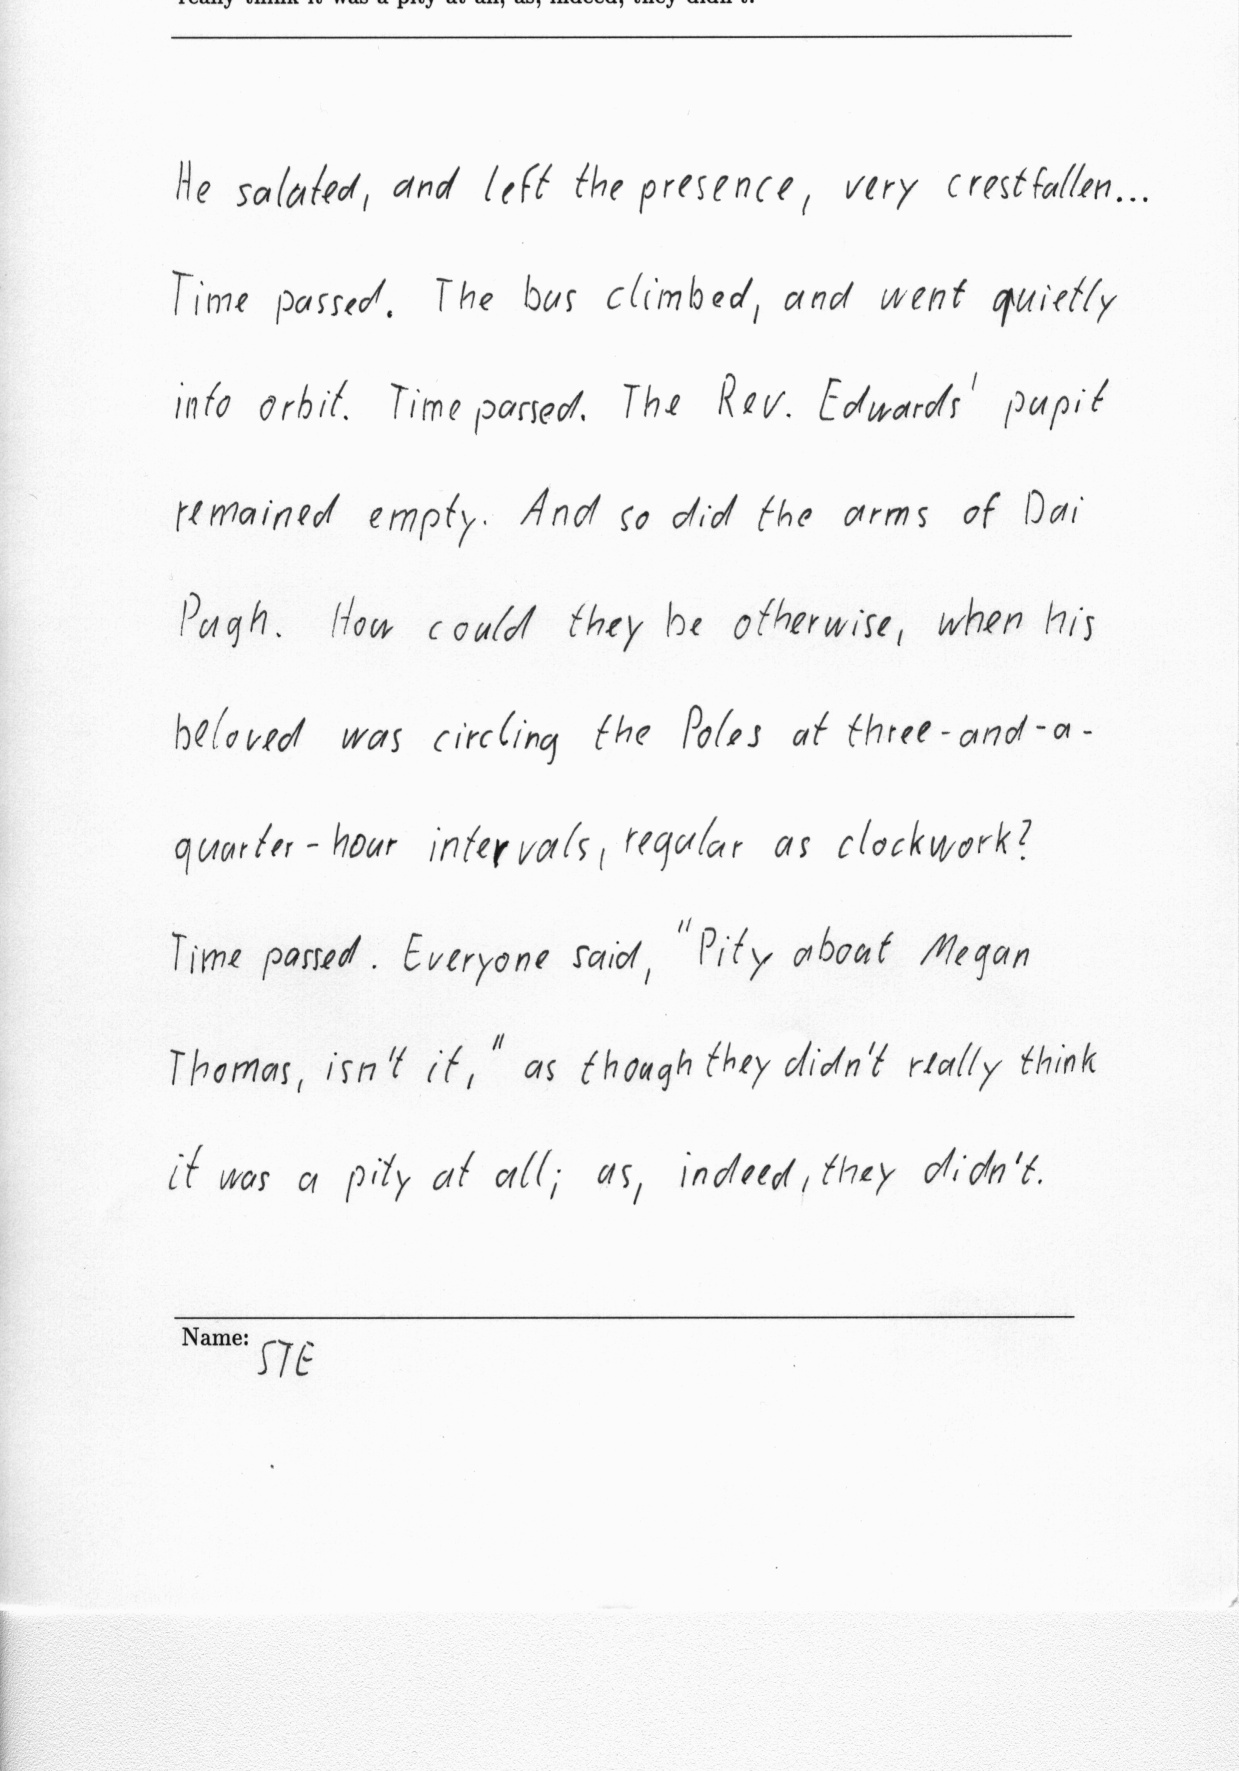 really think it was a pity at all; as, indeed, they didn't.
He saluted, and left the presence, very crestfallen...
Time passed. The bus climbed, and went quietly
into orbit. Time passed. The Rev. Edwards' pupit
remained empty. And so did the arms of Dai
Pugh. How could they be otherwise, when his
beloved was circling the Poles at three-and-a-
quarter-hour intervals, regular as clockwork?
Time passed. Everyone said, "Pity about Megan
Thomas, isn't it," as though they didn't really think
it was a pity at all; as, indeed, they didn't.
Name: STE